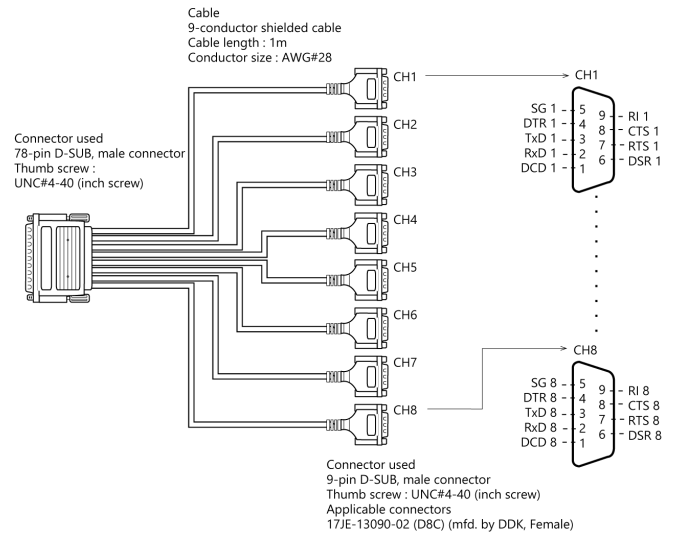 Cable
9-conductor shielded cable
Cable length : 1m
Conductor size : AWG#28
Connector used
78-pin D-SUB, male connector
Thumb screw :
UNC#4-40 (inch screw)
CH1
CH2
CH3
CH4
CH5
CH6
CH7
CH8
CH1
SG 1 5
DTR 1 4
TxD 1 3
RxD 1 2
DCD 1 1
9 RI 1
8 CTS 1
7 RTS 1
6 DSR 1
CH8
SG 8 5
DTR 8 4
TxD 8 3
RxD 8 2
DCD 8 1
9 RI 8
8 CTS 8
7 RTS 8
6 DSR 8
Connector used
9-pin D-SUB, male connector
Thumb screw : UNC#4-40 (inch screw)
Applicable connectors
17JE-13090-02 (D8C) (mfd. by DDK, Female)